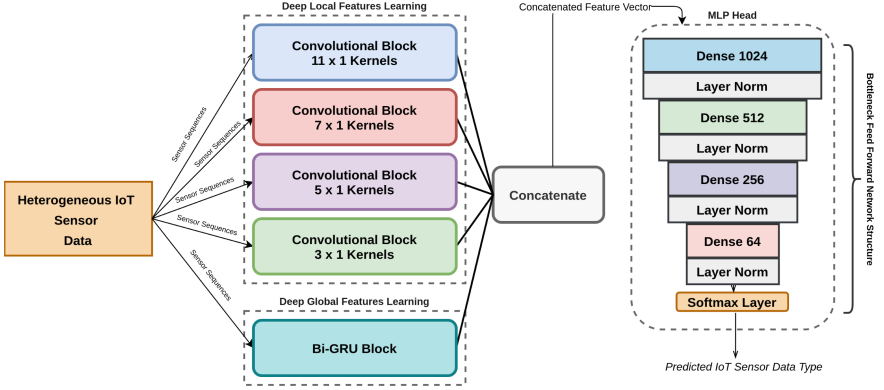 Deep Local Features Learning
Convolutional Block
11 x 1 Kernels
Convolutional Block
7 x 1 Kernels
Convolutional Block
5 x 1 Kernels
Convolutional Block
3 x 1 Kernels
Heterogeneous IoT
Sensor
Data
Sensor Sequences
Sensor Sequences
Sensor Sequences
Sensor Sequences
Sensor Sequences
Deep Global Features Learning
Bi-GRU Block
Concatenate
Concatenated Feature Vector
MLP Head
Dense 1024
Layer Norm
Dense 512
Layer Norm
Dense 256
Layer Norm
Dense 64
Layer Norm
Softmax Layer
Predicted IoT Sensor Data Type
Bottleneck Feed Forward Network Structure